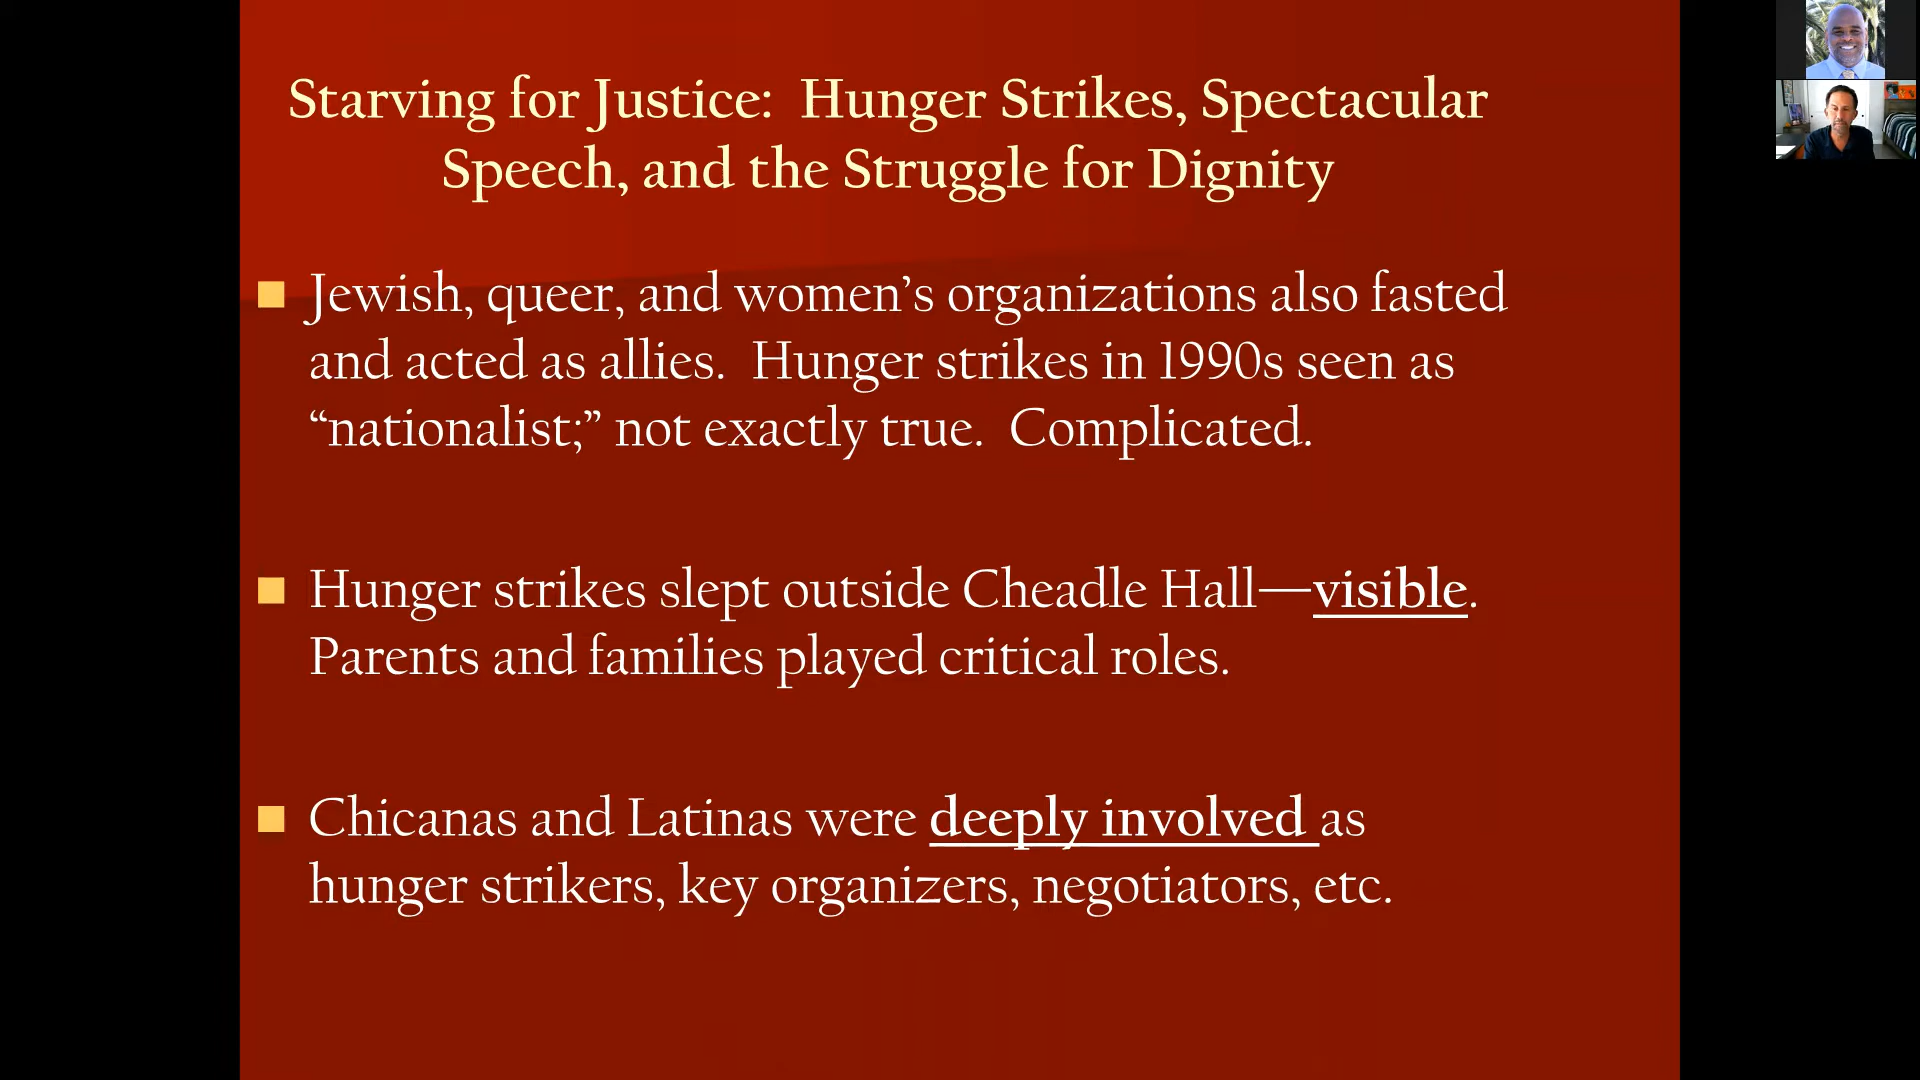 Starving for Justice:  Hunger Strikes, Spectacular
Speech, and the Struggle for Dignity
Jewish, queer, and women’s organizations also fasted
and acted as allies.  Hunger strikes in 1990s seen as
“nationalist;” not exactly true.  Complicated.
Hunger strikes slept outside Cheadle Hall—visible.
Parents and families played critical roles.
Chicanas and Latinas were deeply involved as
hunger strikers, key organizers, negotiators, etc.